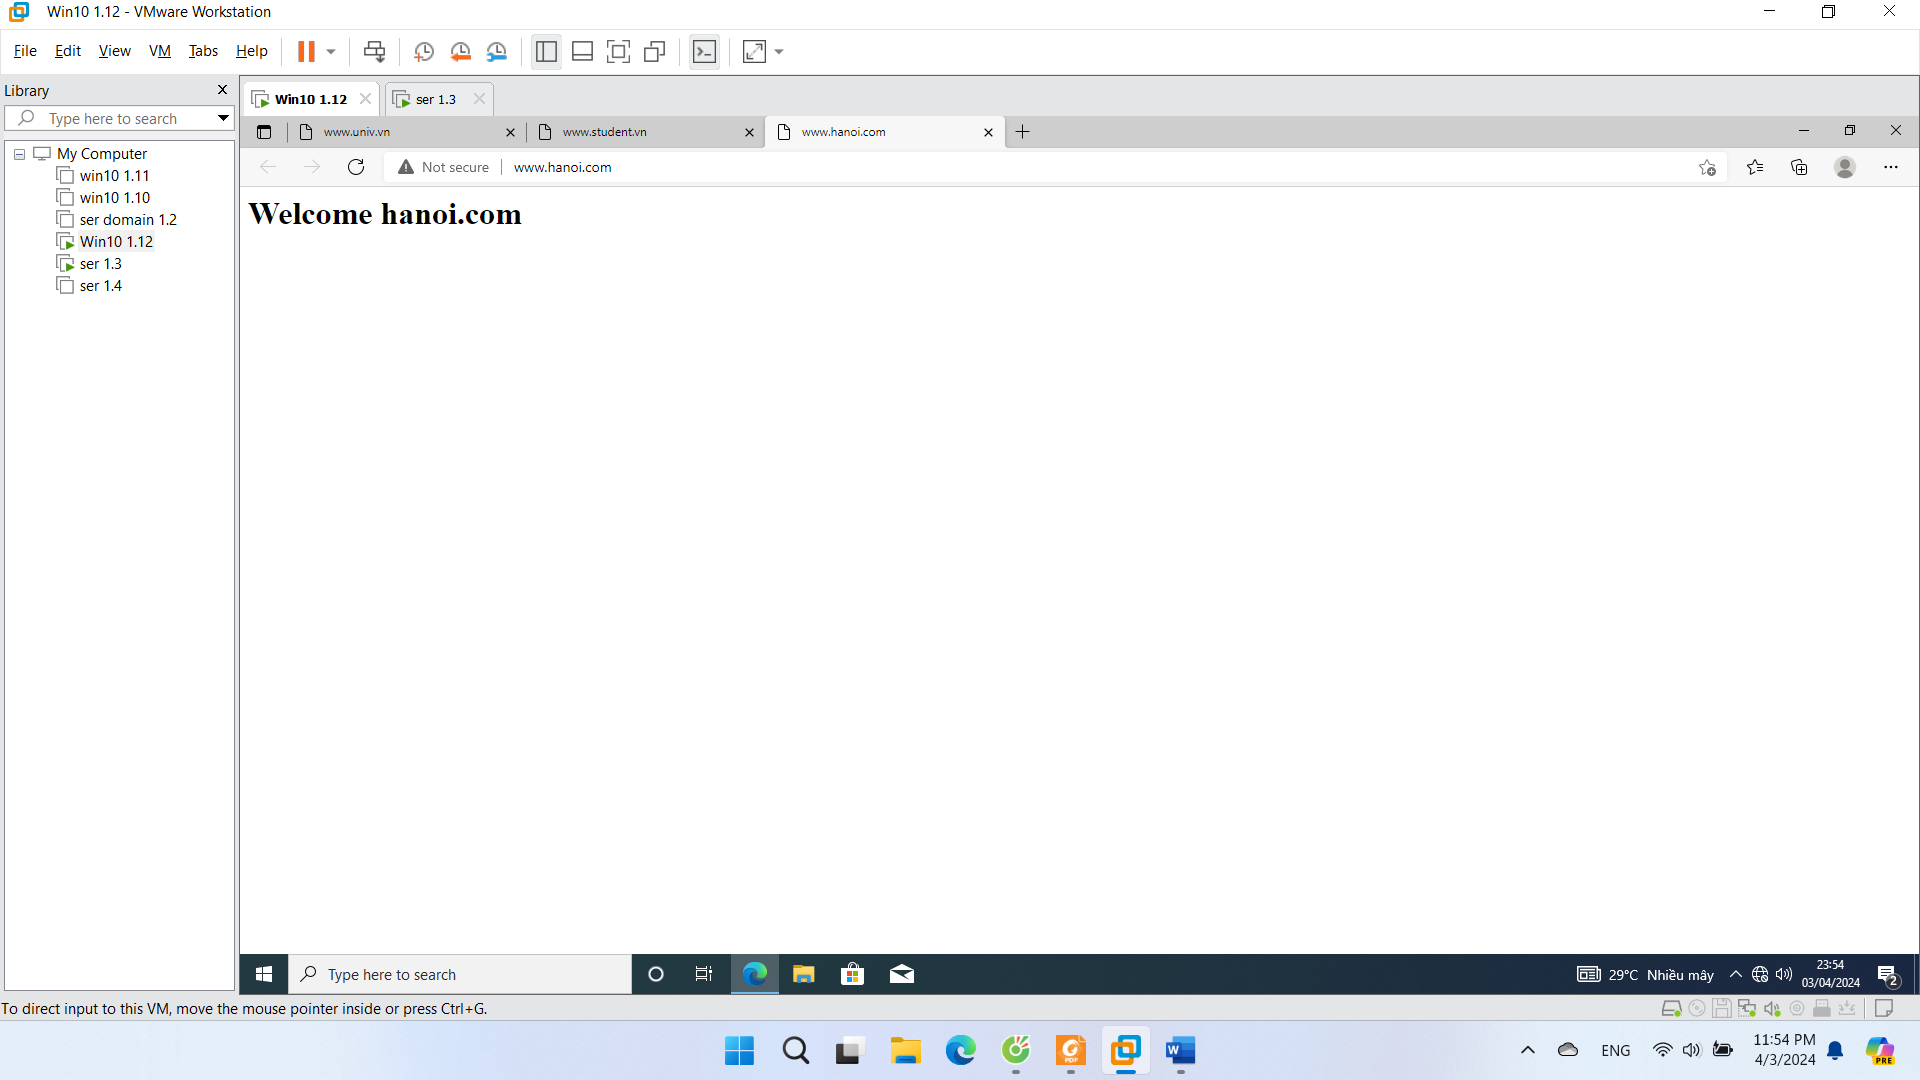 Win10 1.12 - VMware Workstation
File Edit View VM Tabs Help
Library
Type here to search
My Computer
win10 1.11
win10 1.10
ser domain 1.2
Win10 1.12
ser 1.3
ser 1.4
Win10 1.12 ser 1.3
www.univ.vn www.student.vn www.hanoi.com
Not secure www.hanoi.com
Welcome hanoi.com
Type here to search
29°C Nhiều mây
23:54
03/04/2024
2
To direct input to this VM, move the mouse pointer inside or press Ctrl+G.
PDF
W
ENG
11:54 PM
4/3/2024
PRE